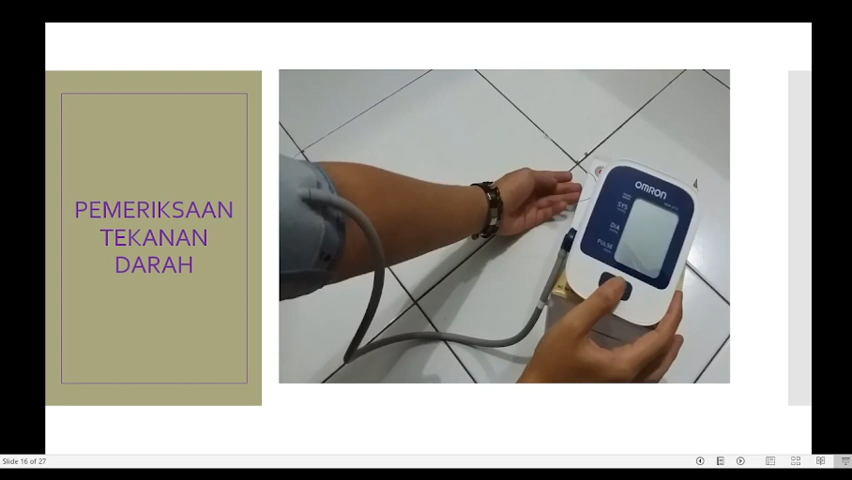 PEMERIKSAAN
TEKANAN
DARAH
OMRON
SYS
DIA
PULSE
Slide 16 of 27